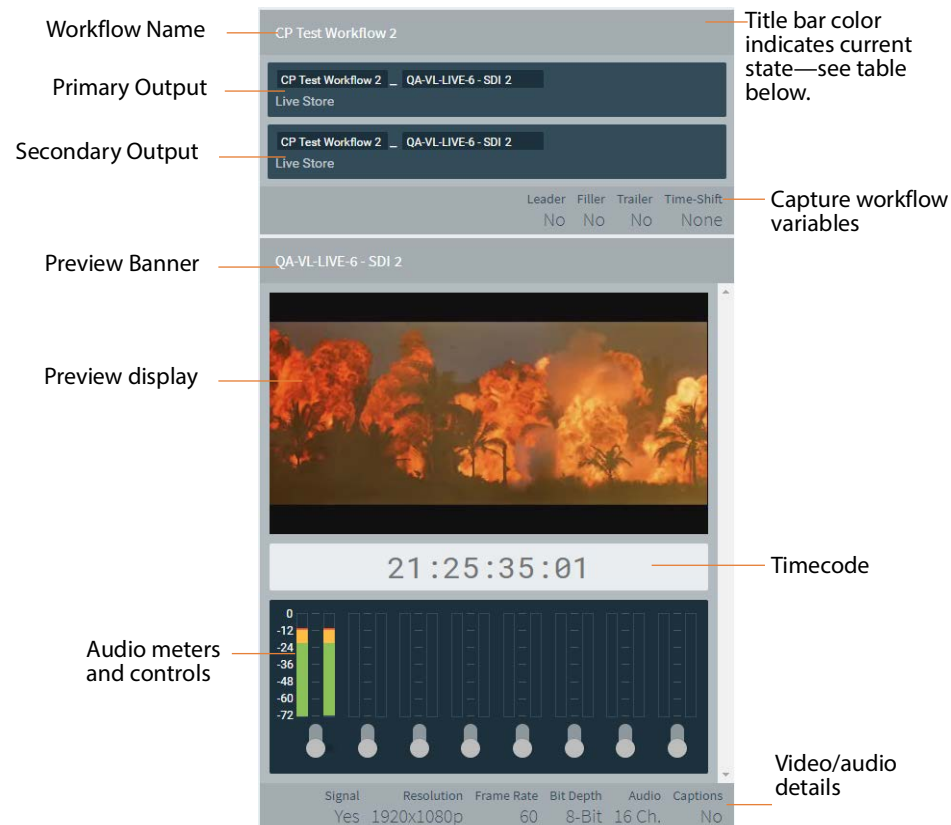 Workflow Name
CP Test Workflow 2
Title bar color
indicates current
state—see table
below.
Primary Output
CP Test Workflow 2 _ QA-VL-LIVE-6 - SDI 2
Live Store
Secondary Output
CP Test Workflow 2 _ QA-VL-LIVE-6 - SDI 2
Live Store
Leader Filler Trailer Time-Shift
No No No None
Capture workflow
variables
Preview Banner
QA-VL-LIVE-6 - SDI 2
Preview display
21:25:35:01
Timecode
Audio meters
and controls
0
-12
-24
-36
-48
-60
-72
Video/audio
details
Signal Resolution Frame Rate Bit Depth Audio Captions
Yes 1920x1080p 60 8-Bit 16 Ch. No